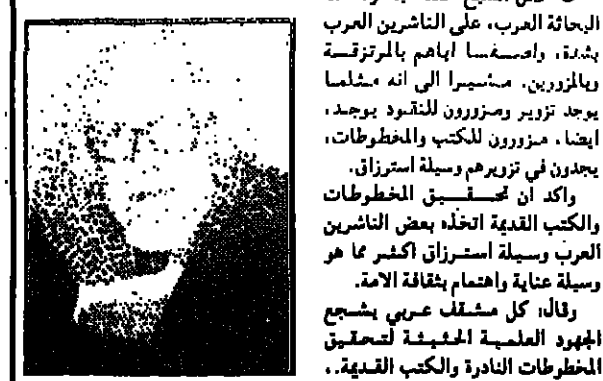 البحاثة العرب، على الناشرين العرب
بشدة، واصفا اياهم بالمرتزقة
وبالمزورين. مشيرا الى انه مثلما
يوجد تزوير ومزورون للنقود يوجد،
ايضا، مزورون للكتب والمخطوطات،
يجدون في تزويرهم وسيلة استرزاق.
واكد ان تحقيق المخطوطات
والكتب القديمة اتخذه بعض الناشرين
العرب وسيلة استرزاق اكثر مما هو
وسيلة عناية واهتمام بثقافة الامة.
وقال: كل مثقف عربي يشجع
الجهود العلمية الحثيثة لتحقيق
المخطوطات النادرة والكتب القديمة..